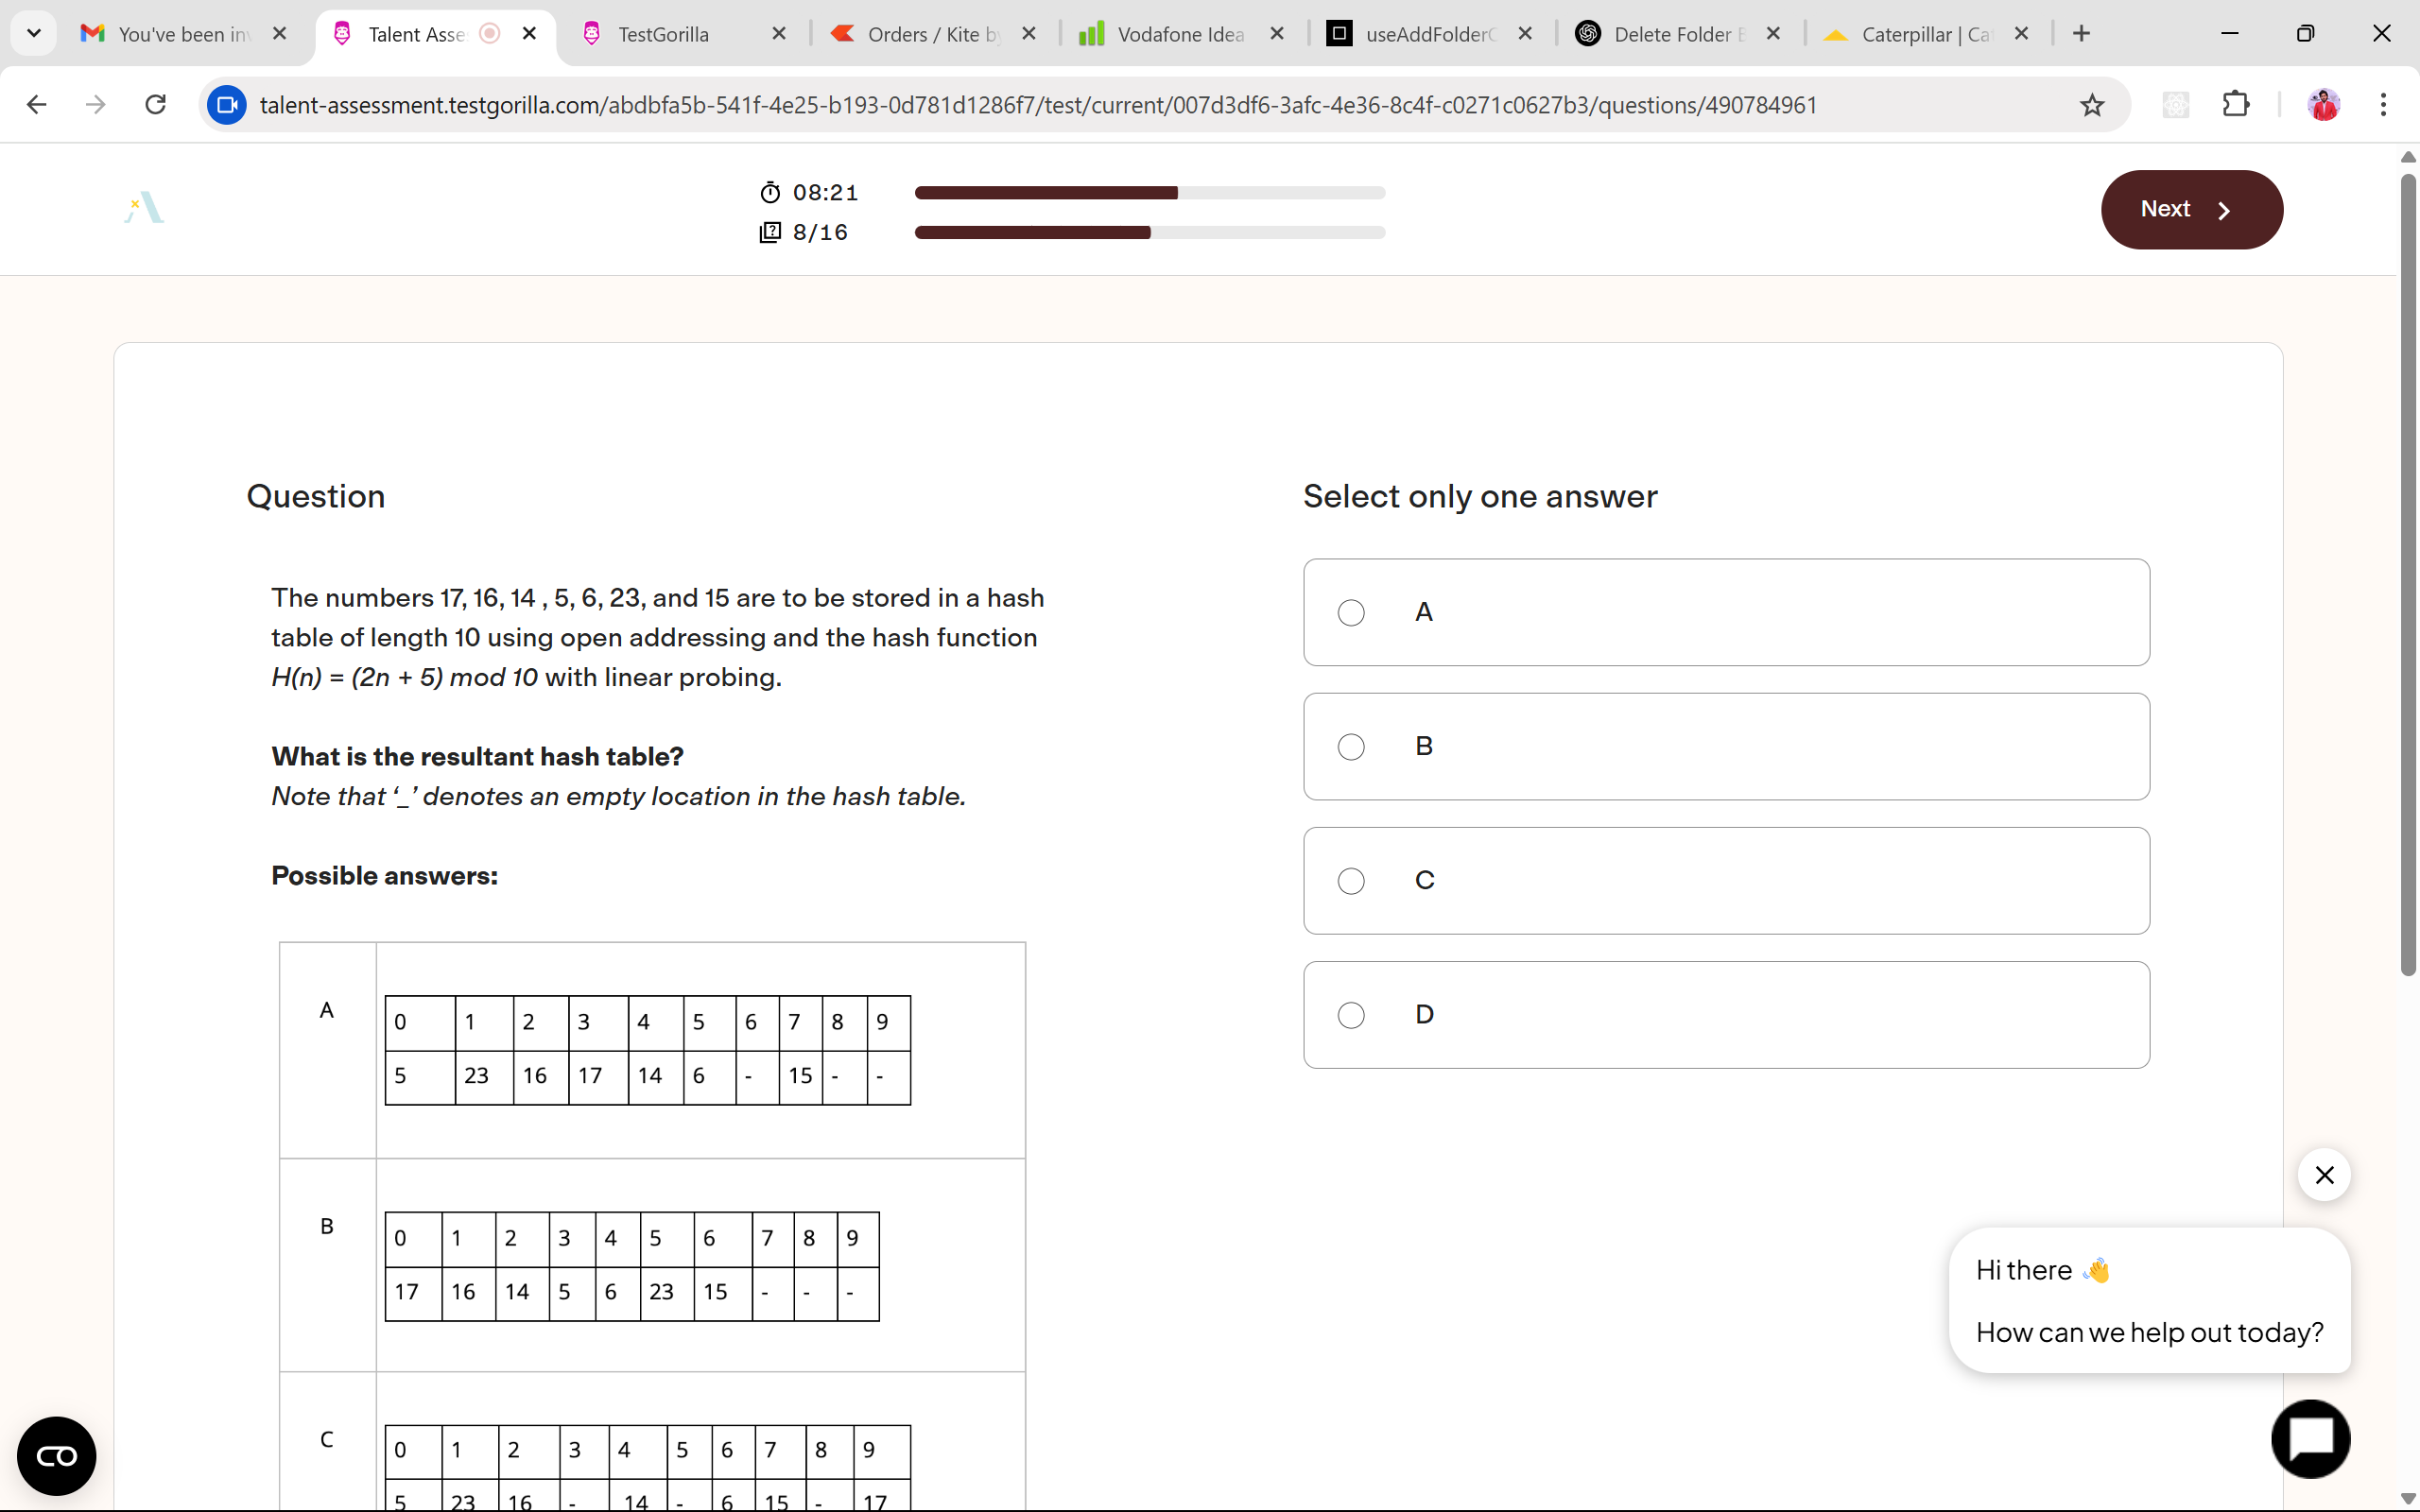 You've been in
Talent Asse
TestGorilla
Orders / Kite b
Vodafone Idea
useAddFolderC
Delete Folder
Caterpillar | Ca
talent-assessment.testgorilla.com/abdbfa5b-541f-4e25-b193-0d781d1286f7/test/current/007d3df6-3afc-4e36-8c4f-c0271c0627b3/questions/490784961
08:21
8/16
Next
Question
The numbers 17, 16, 14 , 5, 6, 23, and 15 are to be stored in a hash
table of length 10 using open addressing and the hash function
H(n) = (2n + 5) mod 10 with linear probing.
What is the resultant hash table?
Note that ‘_’ denotes an empty location in the hash table.
Possible answers:
A
0 1 2 3 4 5 6 7 8 9
5 23 16 17 14 6 - 15 - -
B
0 1 2 3 4 5 6 7 8 9
17 16 14 5 6 23 15 - - -
C
0 1 2 3 4 5 6 7 8 9
5 23 16 - 14 - 6 15 - 17
Select only one answer
A
B
C
D
Hi there 👋
How can we help out today?